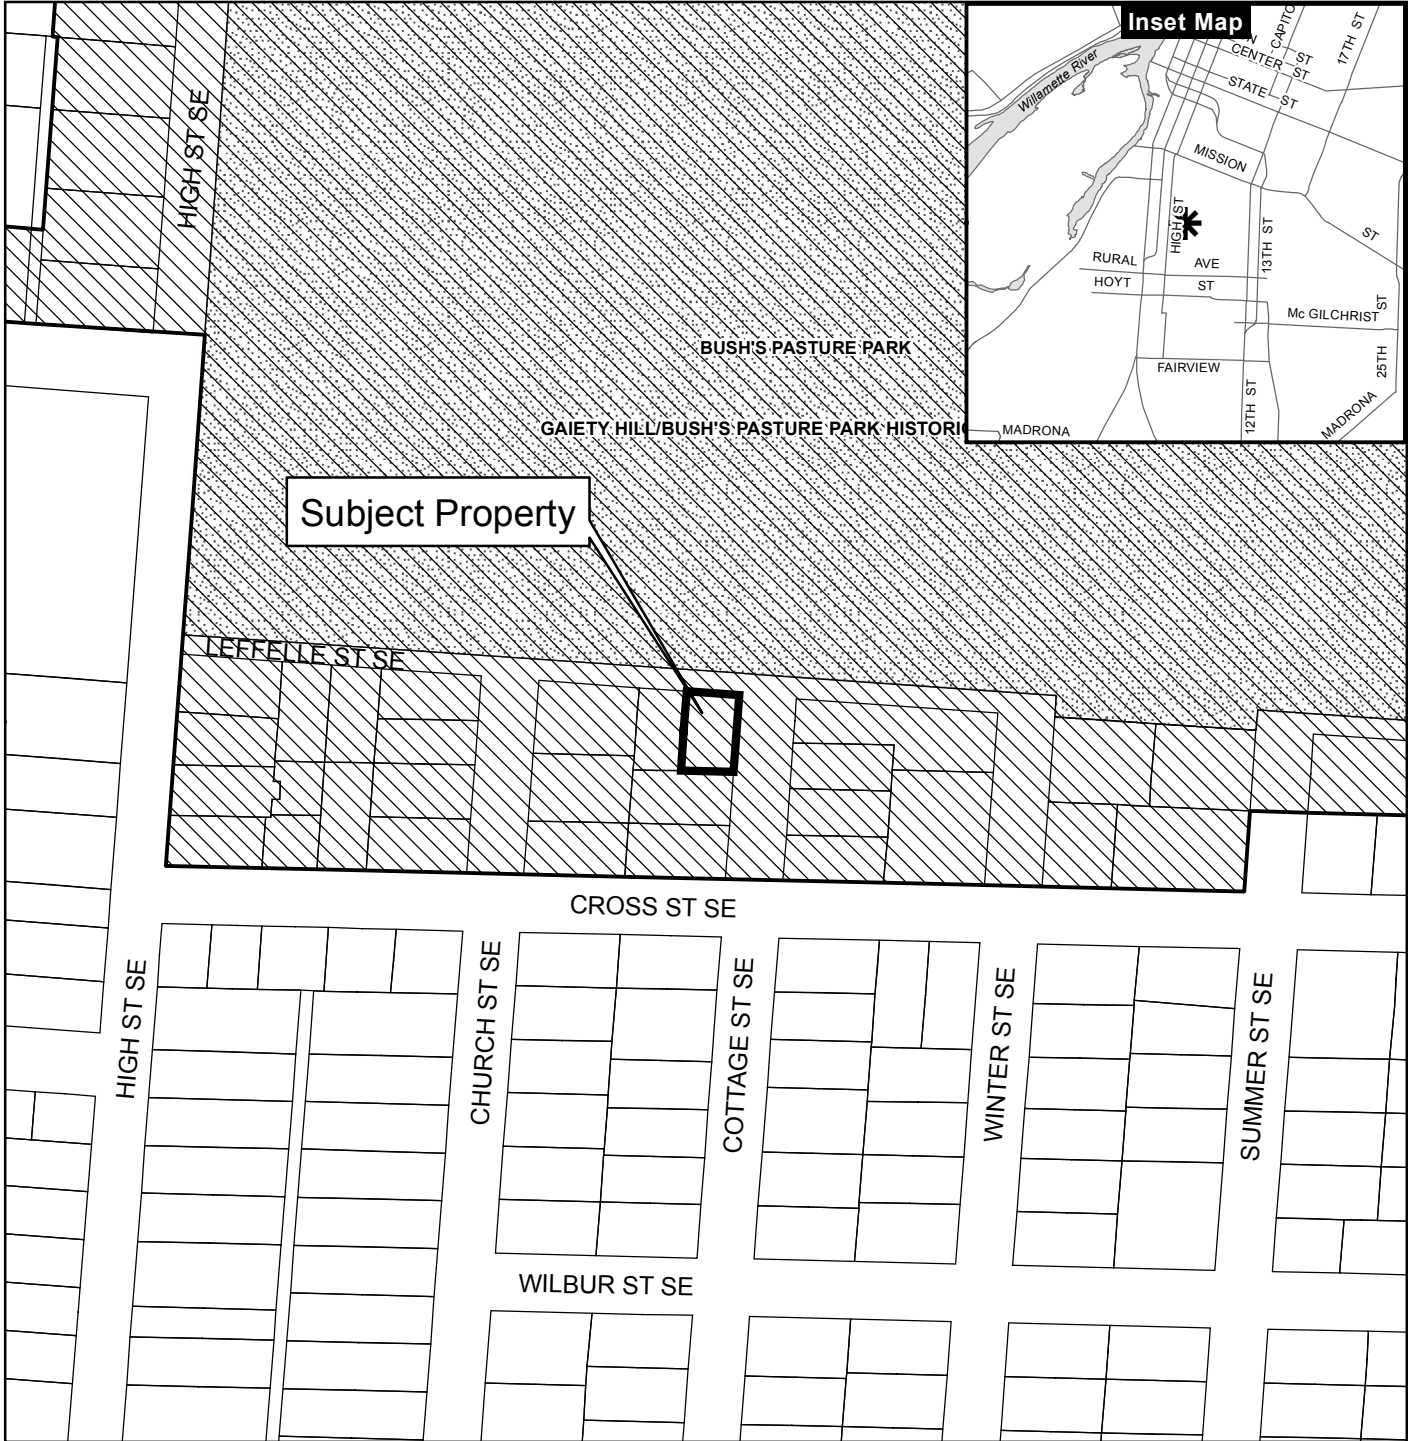 Inset Map
CAPITO
17TH ST
ST
CENTER ST
STATE ST
Willamette River
MISSION
ST
HIGH ST
13TH ST
RURAL AVE
HOYT ST
Mc GILCHRIST ST
FAIRVIEW
25TH
12TH ST
MADRONA
MADRONA
HIGH ST SE
BUSH'S PASTURE PARK
GAIETY HILL/BUSH'S PASTURE PARK HISTORIC
Subject Property
LEFFELLE ST SE
CROSS ST SE
HIGH ST SE
CHURCH ST SE
COTTAGE ST SE
WINTER ST SE
SUMMER ST SE
WILBUR ST SE